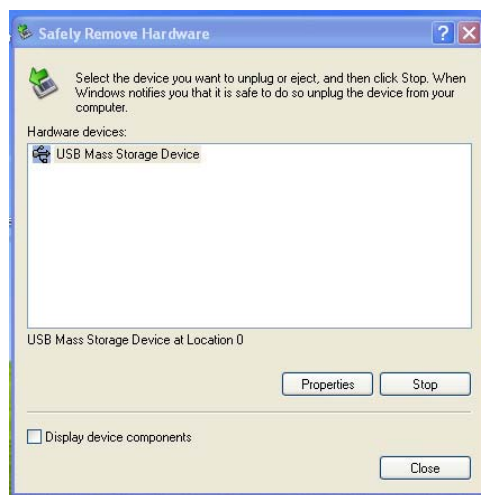 Safely Remove Hardware
Select the device you want to unplug or eject, and then click Stop. When
Windows notifies you that it is safe to do so unplug the device from your
computer.
Hardware devices:
USB Mass Storage Device
USB Mass Storage Device at Location 0
Properties
Stop
Display device components
Close